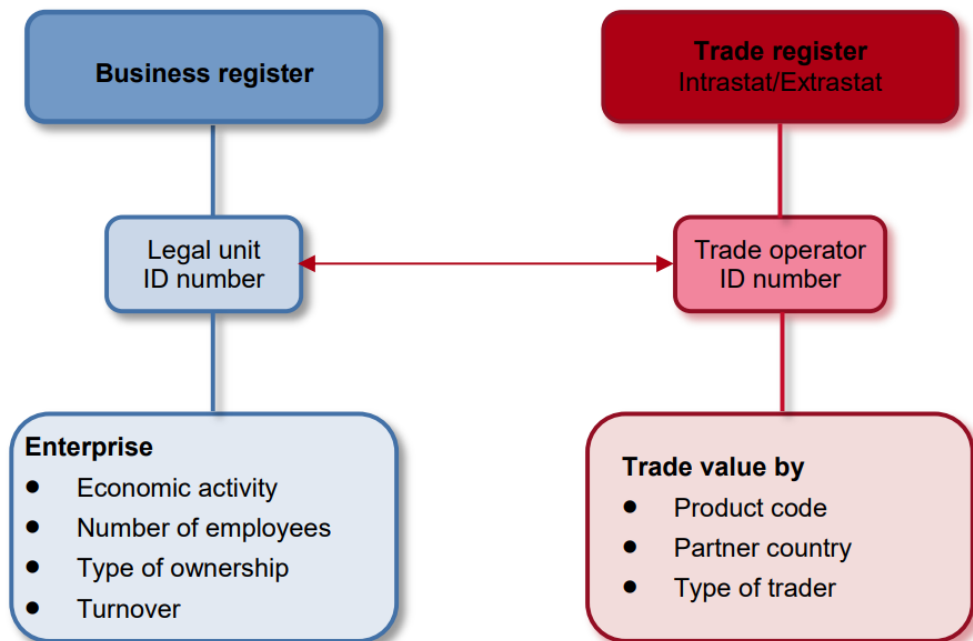 Business register
Trade register
Intrastat/Extrastat
Legal unit
ID number
Trade operator
ID number
Enterprise
● Economic activity
● Number of employees
● Type of ownership
● Turnover
Trade value by
● Product code
● Partner country
● Type of trader